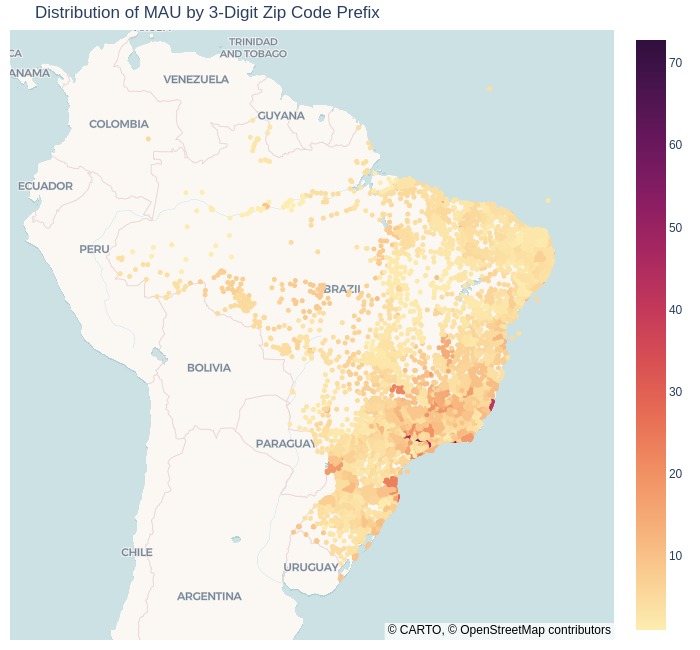 Distribution of MAU by 3-Digit Zip Code Prefix
TRINIDAD
AND TOBAGO
CA
ANAMA
VENEZUELA
GUYANA
COLOMBIA
ECUADOR
PERU
BRAZIL
BOLIVIA
PARAGUAY
CHILE
URUGUAY
ARGENTINA
70
60
50
40
30
20
10
© CARTO, © OpenStreetMap contributors